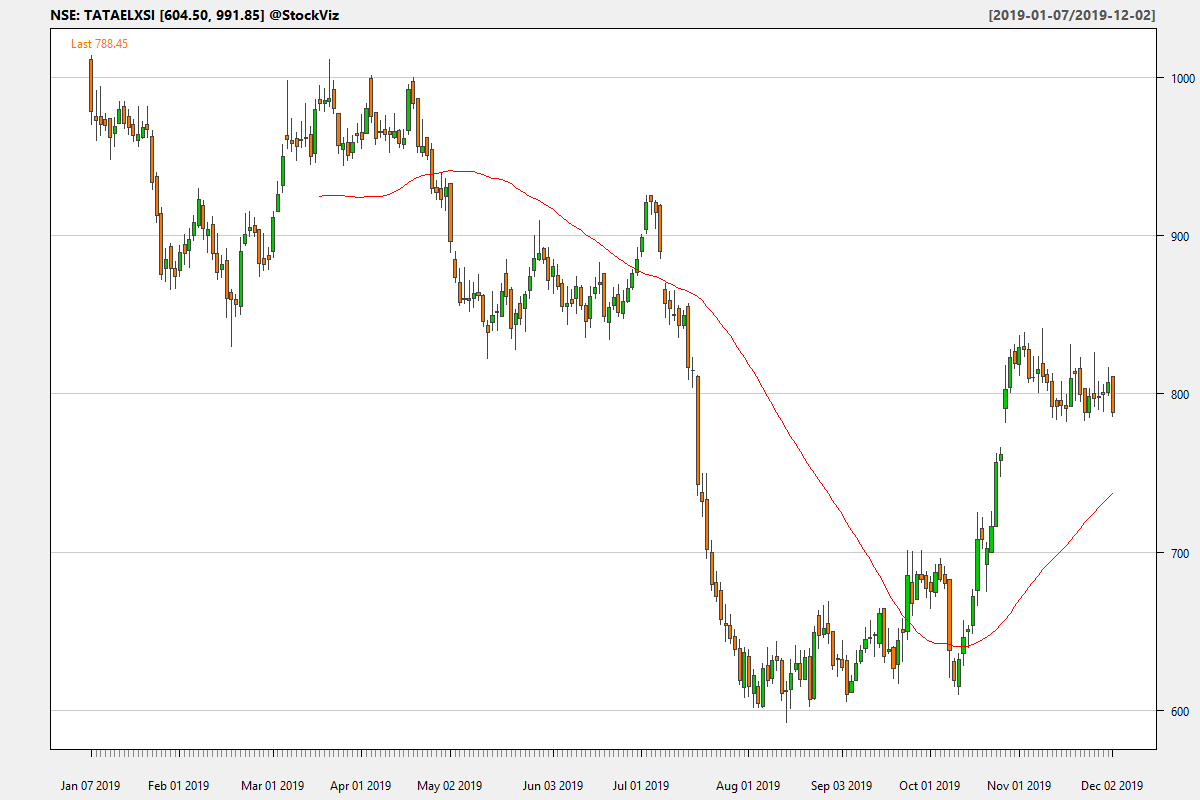 NSE: TATAELXSI [604.50, 991.85] @StockViz
[2019-01-07/2019-12-02]
Last 788.45
1000
900
800
700
600
Jan 07 2019 Feb 01 2019 Mar 01 2019 Apr 01 2019 May 02 2019 Jun 03 2019 Jul 01 2019 Aug 01 2019 Sep 03 2019 Oct 01 2019 Nov 01 2019 Dec 02 2019